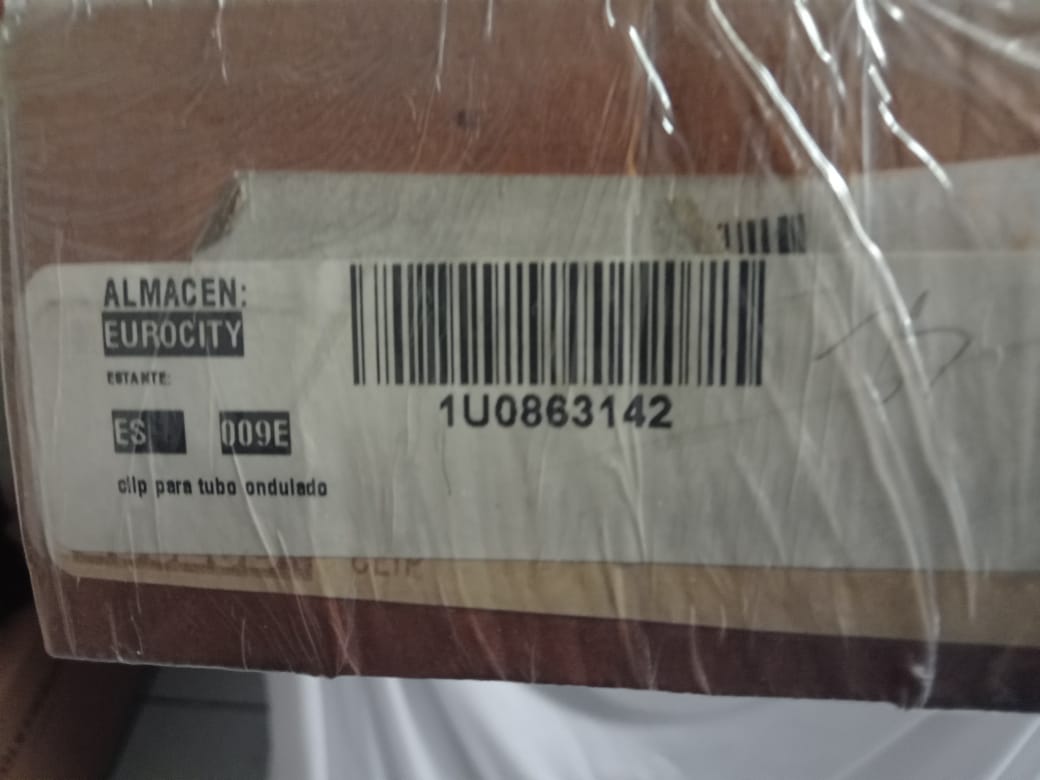 ALMACEN:
EUROCITY
ESTANTE:
ES 009E
clip para tubo ondulado
1U0863142
CLIP